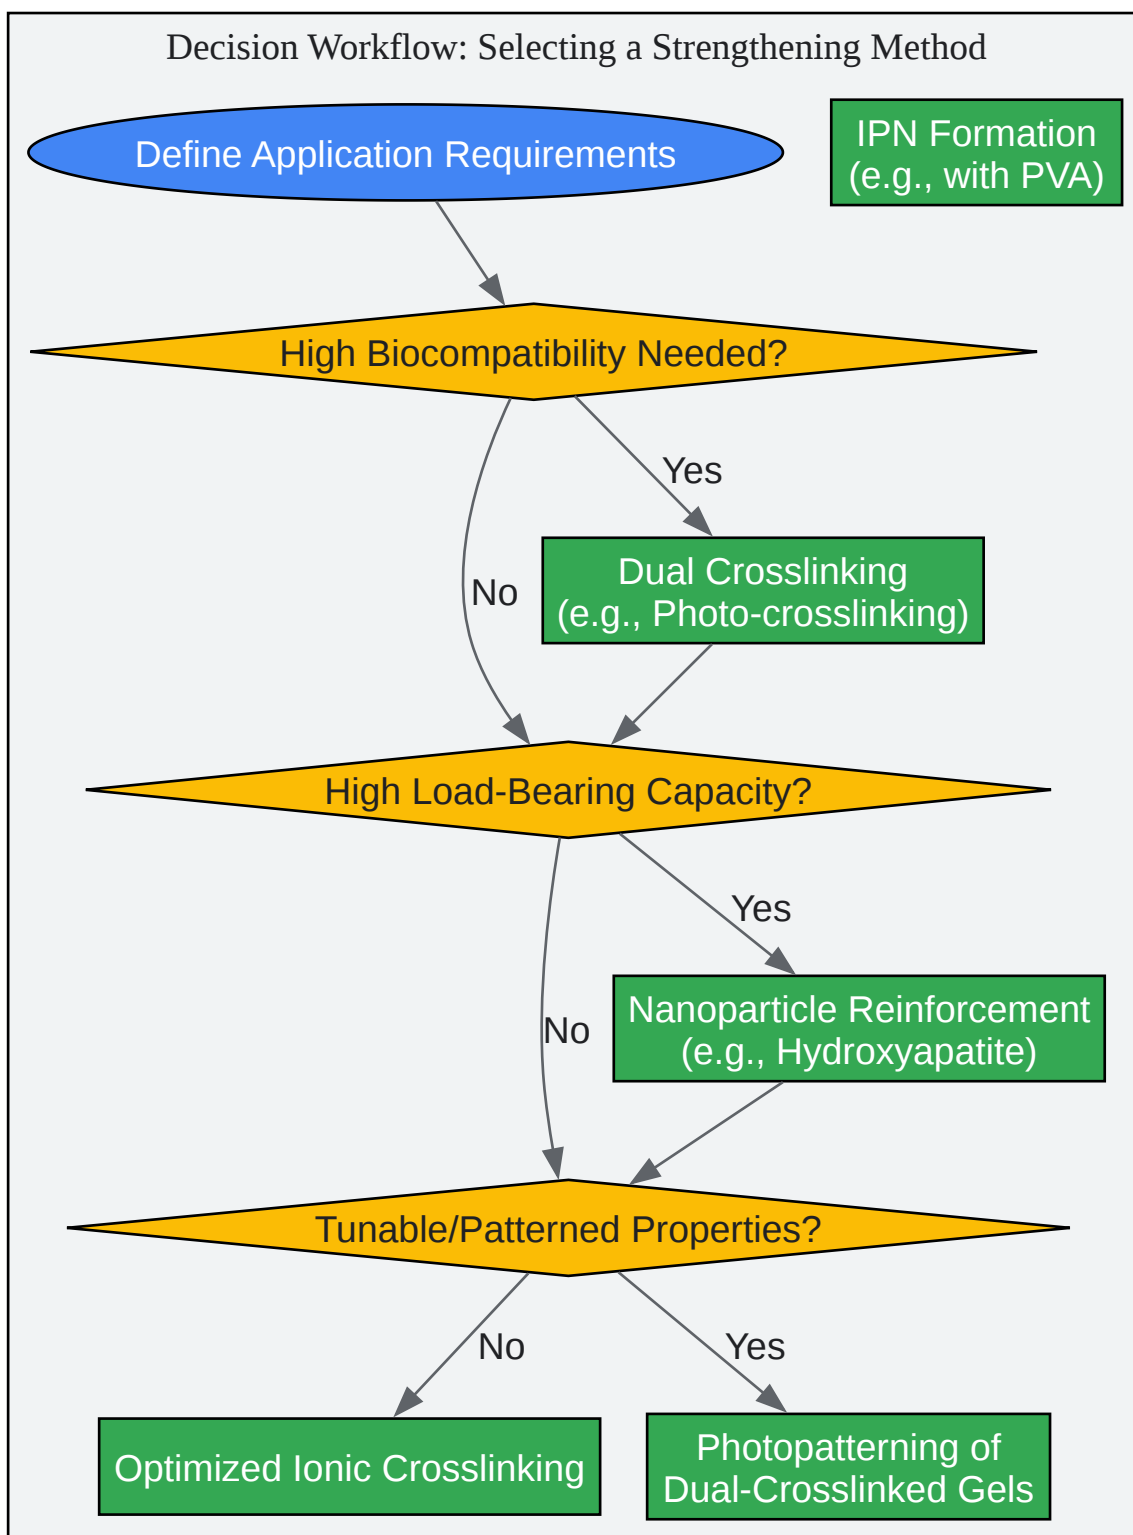 Decision Workflow: Selecting a Strengthening Method
Define Application Requirements
IPN Formation
(e.g., with PVA)
High Biocompatibility Needed?
Yes
No
Dual Crosslinking
(e.g., Photo-crosslinking)
High Load-Bearing Capacity?
Yes
No
Nanoparticle Reinforcement
(e.g., Hydroxyapatite)
Tunable/Patterned Properties?
No
Yes
Optimized Ionic Crosslinking
Photopatterning of
Dual-Crosslinked Gels